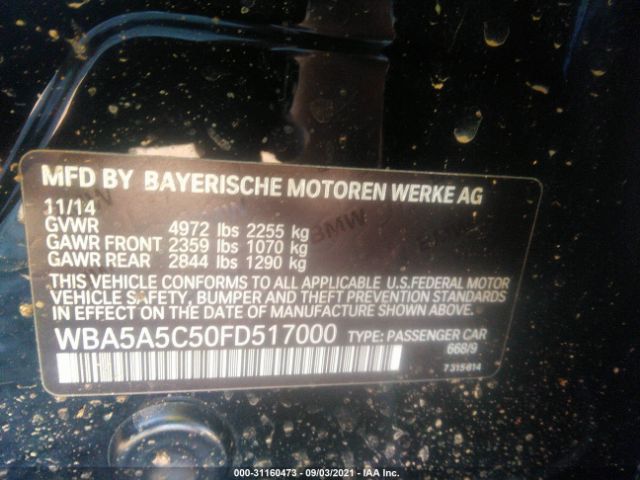 MFD BY BAYERISCHE MOTOREN WERKE AG
11/14
GVWR 4972 lbs 2255 kg
GAWR FRONT 2359 lbs 1070 kg
GAWR REAR 2844 lbs 1290 kg
THIS VEHICLE CONFORMS TO ALL APPLICABLE U.S.FEDERAL MOTOR
VEHICLE SAFETY, BUMPER AND THEFT PREVENTION STANDARDS
IN EFFECT ON THE DATE OF MANUFACTURE SHOWN ABOVE.
WBA5A5C50FD517000 TYPE: PASSENGER CAR
668/9
7315614
BMW
BMW
000-31160473 - 09/03/2021 - IAA Inc.